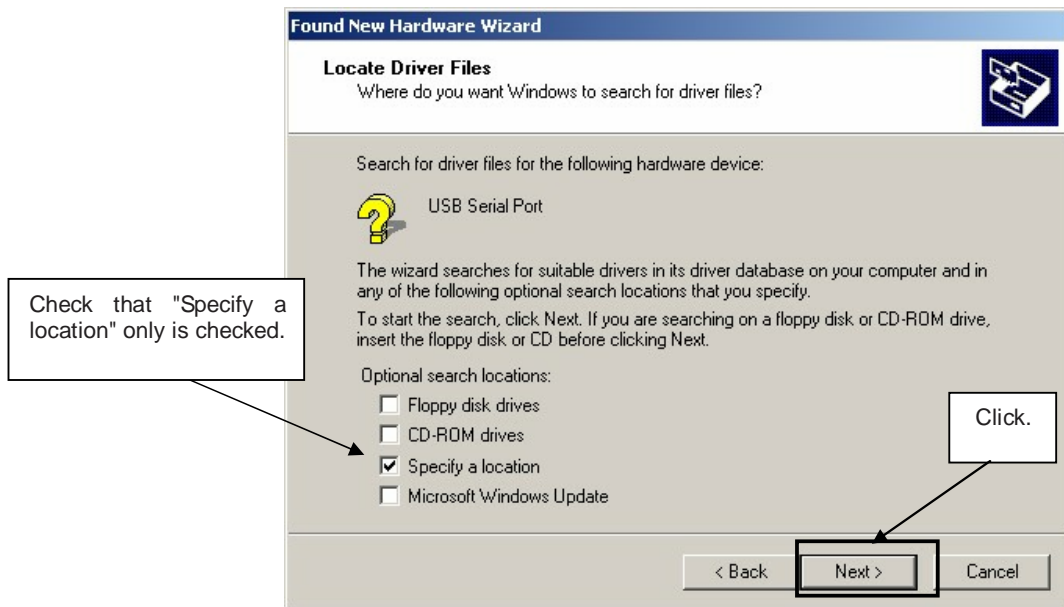 Found New Hardware Wizard
Locate Driver Files
Where do you want Windows to search for driver files?
Search for driver files for the following hardware device:
USB Serial Port
The wizard searches for suitable drivers in its driver database on your computer and in
any of the following optional search locations that you specify.
To start the search, click Next. If you are searching on a floppy disk or CD-ROM drive,
insert the floppy disk or CD before clicking Next.
Optional search locations:
Floppy disk drives
CD-ROM drives
Specify a location
Microsoft Windows Update
Check that "Specify a
location" only is checked.
Click.
< Back
Next >
Cancel